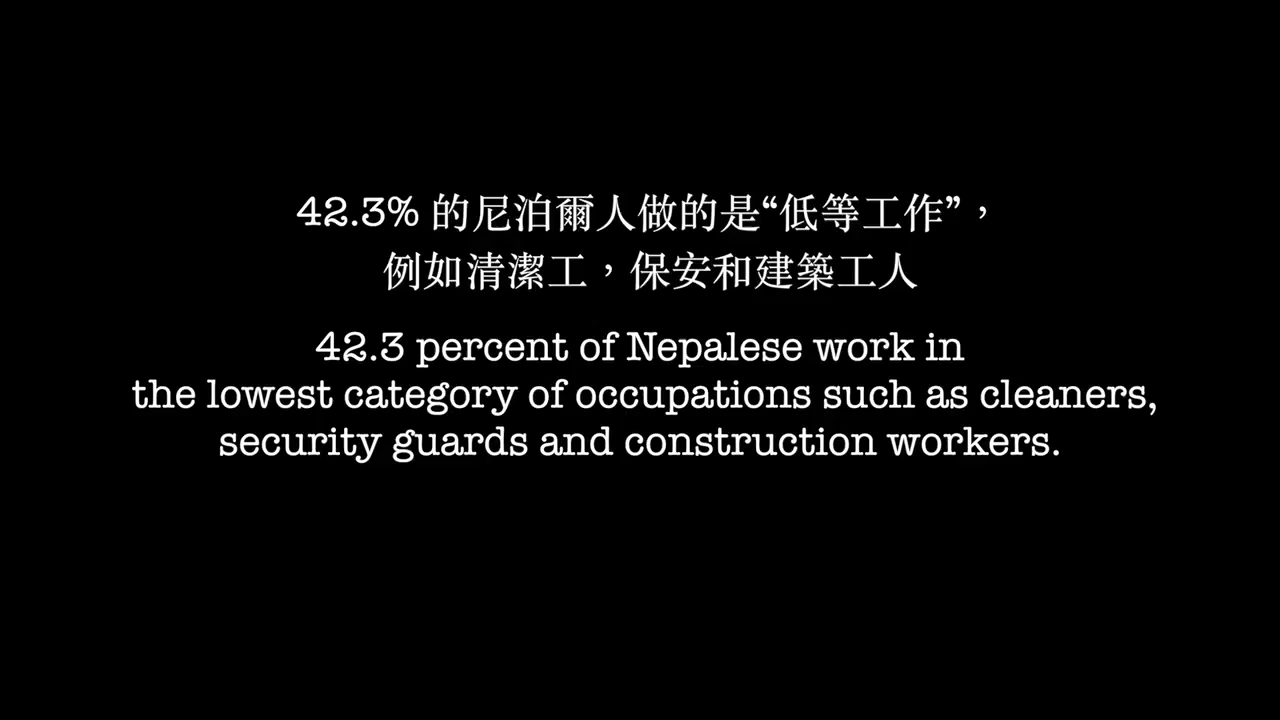 42.3% 的尼泊爾人做的是“低等工作”，
例如清潔工，保安和建築工人
42.3 percent of Nepalese work in
the lowest category of occupations such as cleaners,
security guards and construction workers.